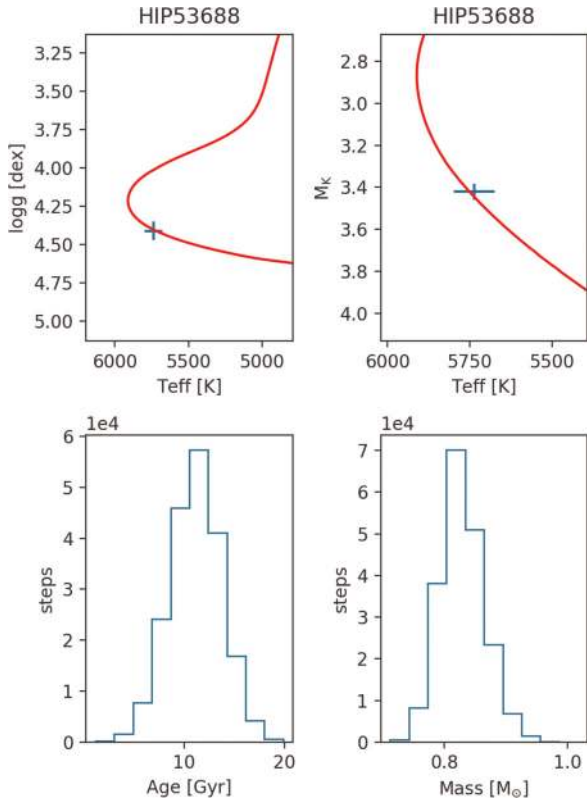 HIP53688
3.25
3.50
3.75
4.00
4.25
4.50
4.75
5.00
logg [dex]
6000 5500 5000
Teff [K]
HIP53688
2.8
3.0
3.2
3.4
3.6
3.8
4.0
M_K
6000 5750 5500
Teff [K]
1e4
6
5
4
3
2
1
0
steps
10 20
Age [Gyr]
1e4
7
6
5
4
3
2
1
0
steps
0.8 1.0
Mass [M☉]